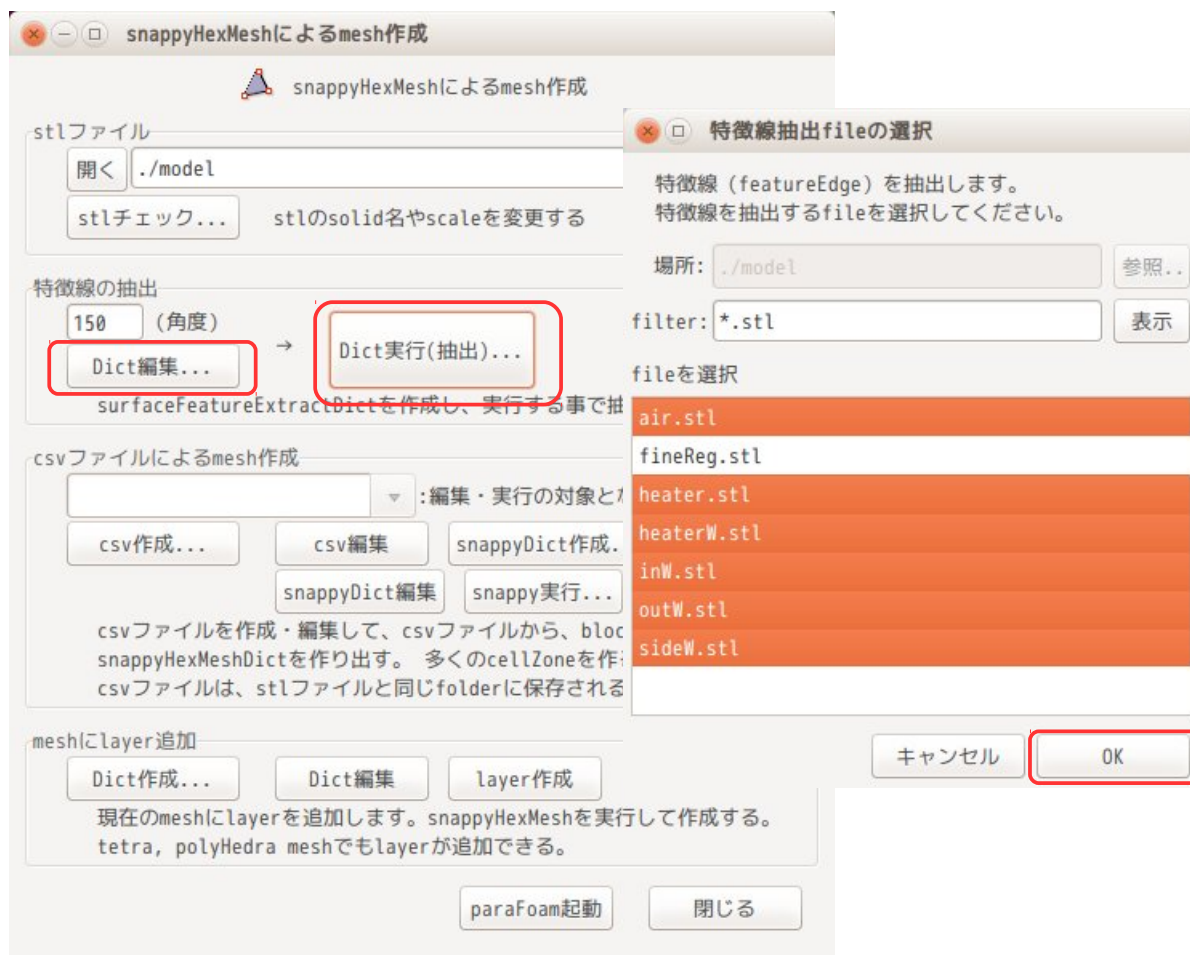 snappyHexMeshによるmesh作成
snappyHexMeshによるmesh作成
stlファイル
開く ./model
stlチェック... stlのsolid名やscaleを変更する
特徴線の抽出
150 (角度)
Dict編集... → Dict実行(抽出)...
surfaceFeatureExtractDictを作成し、実行する事で抽
csvファイルによるmesh作成
:編集・実行の対象とな
csv作成... csv編集 snappyDict作成.
snappyDict編集 snappy実行...
csvファイルを作成・編集して、csvファイルから、bloc
snappyHexMeshDictを作り出す。 多くのcellZoneを作
csvファイルは、stlファイルと同じfolderに保存される
meshにlayer追加
Dict作成... Dict編集 layer作成
現在のmeshにlayerを追加します。snappyHexMeshを実行して作成する。
tetra, polyHedra meshでもlayerが追加できる。
paraFoam起動 閉じる
特徴線抽出fileの選択
特徴線（featureEdge）を抽出します。
特徴線を抽出するfileを選択してください。
場所: ./model 参照..
filter: *.stl 表示
fileを選択
air.stl
fineReg.stl
heater.stl
heaterW.stl
inW.stl
outW.stl
sideW.stl
キャンセル OK